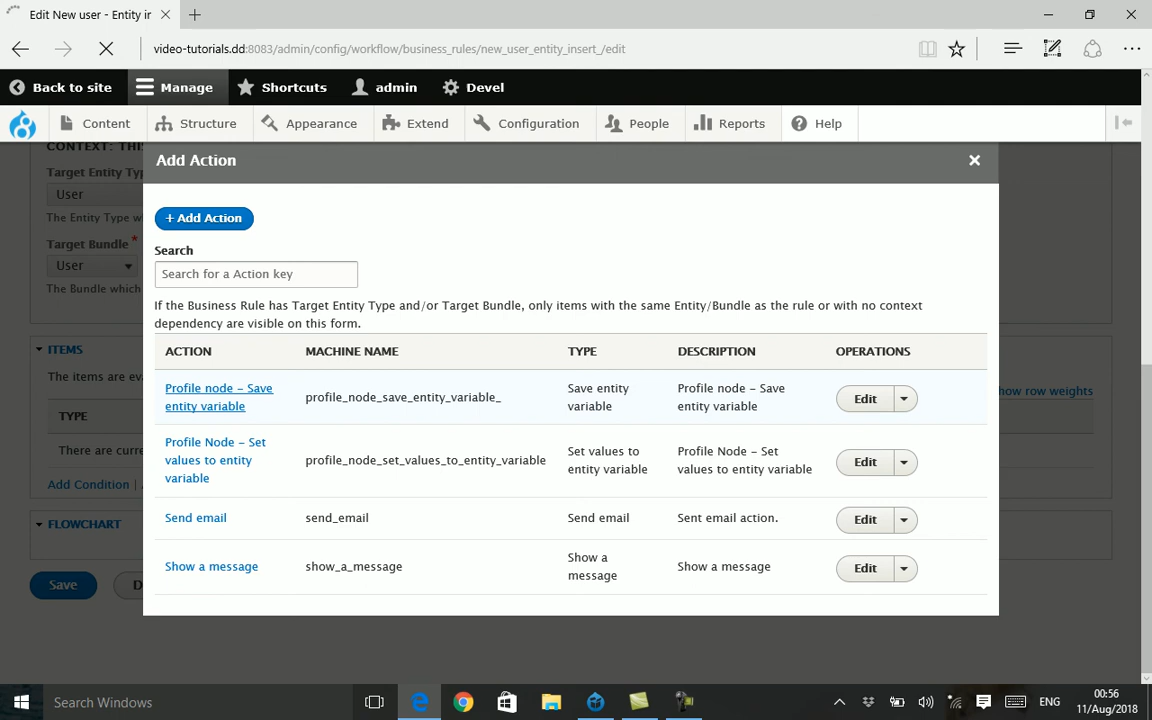 Edit New user - Entity ir
video-tutorials.dd:8083/admin/config/workflow/business_rules/new_user_entity_insert_/edit
Back to site
Manage
Shortcuts
admin
Devel
Content
Structure
Appearance
Extend
Configuration
People
Reports
Help
CONTEXT: THI
Target Entity Typ
User
The Entity Type w
Target Bundle *
User
The Bundle which
Add Action
+ Add Action
Search
Search for a Action key
If the Business Rule has Target Entity Type and/or Target Bundle, only items with the same Entity/Bundle as the rule or with no context
dependency are visible on this form.
ACTION MACHINE NAME TYPE DESCRIPTION OPERATIONS
Profile node - Save
entity variable
profile_node_save_entity_variable_
Save entity
variable
Profile node - Save
entity variable
Edit
Profile Node - Set
values to entity
variable
profile_node_set_values_to_entity_variable
Set values to
entity variable
Profile Node - Set
values to entity variable
Edit
Send email
send_email
Send email
Sent email action.
Edit
Show a message
show_a_message
Show a
message
Show a message
Edit
ITEMS
The items are eva
how row weights
TYPE
There are curre
Add Condition |
FLOWCHART
Save
D
Search Windows
ENG
00:56
11/Aug/2018